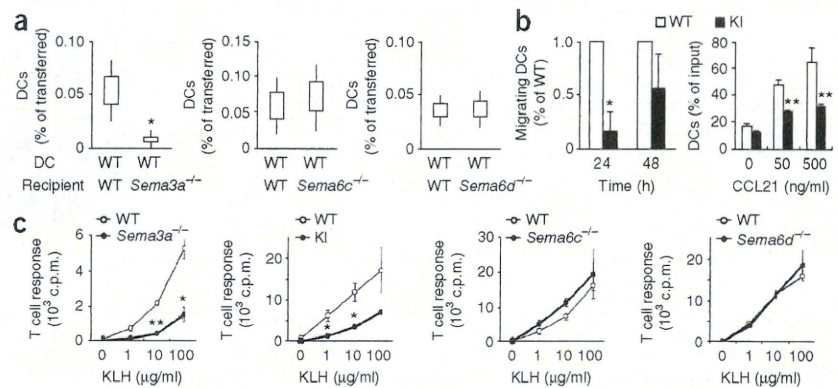 a
DCs
(% of transferred)
0.10
0.05
0
*
DC WT WT
Recipient WT Sema3a−/−
DCs
(% of transferred)
0.15
0.10
0.05
0
WT WT
WT Sema6c−/−
DCs
(% of transferred)
0.10
0.05
0
WT WT
WT Sema6d−/−
b
WT KI
Migrating DCs
(% of WT)
1.0
0.5
0
*
24 48
Time (h)
DCs (% of input)
80
60
40
20
0
** **
0 50 500
CCL21 (ng/ml)
c
WT
Sema3a−/−
T cell response
(10³ c.p.m.)
6
4
2
0
** *
0 1 10 100
KLH (µg/ml)
WT
KI
T cell response
(10³ c.p.m.)
20
10
0
* *
0 1 10 100
KLH (µg/ml)
WT
Sema6c−/−
T cell response
(10³ c.p.m.)
30
20
10
0
0 1 10 100
KLH (µg/ml)
WT
Sema6d−/−
T cell response
(10³ c.p.m.)
20
10
0
0 1 10 100
KLH (µg/ml)